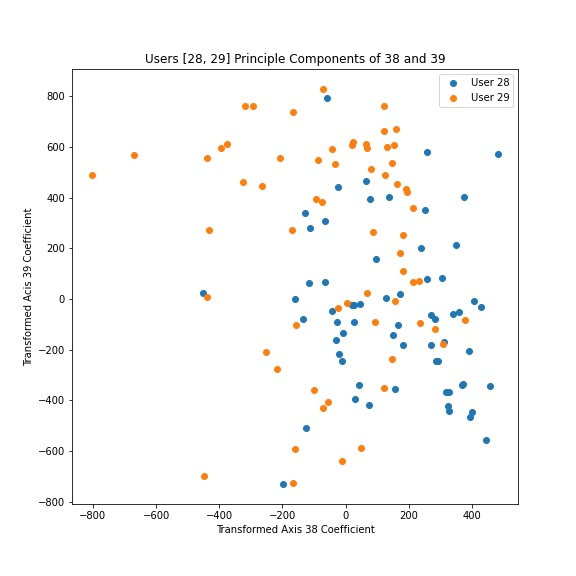 Users [28, 29] Principle Components of 38 and 39
User 28
User 29
Transformed Acis 39 Coefficient
800
600
400
200
0
−200
−400
−600
−800
−800 −600 −400 −200 0 200 400
Transformed Axis 38 Coefficient